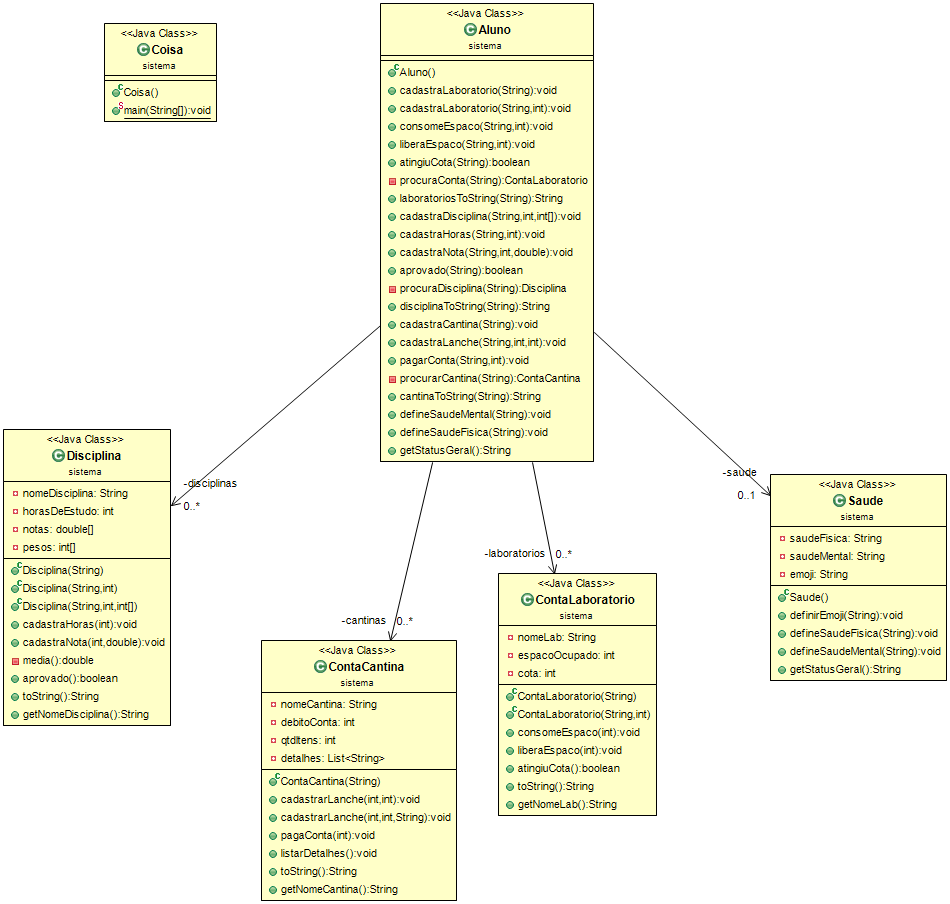 <<Java Class>>
Coisa
sistema
Coisa()
main(String[]):void
<<Java Class>>
Aluno
sistema
Aluno()
cadastraLaboratorio(String):void
cadastraLaboratorio(String,int):void
consomeEspaco(String,int):void
liberaEspaco(String,int):void
atingiuCota(String):boolean
procuraConta(String):ContaLaboratorio
laboratoriosToString(String):String
cadastraDisciplina(String,int,int[]):void
cadastraHoras(String,int):void
cadastraNota(String,int,double):void
aprovado(String):boolean
procuraDisciplina(String):Disciplina
disciplinaToString(String):String
cadastraCantina(String):void
cadastraLanche(String,int,int):void
pagarConta(String,int):void
procurarCantina(String):ContaCantina
cantinaToString(String):String
defineSaudeMental(String):void
defineSaudeFisica(String):void
getStatusGeral():String
-disciplinas
0..*
-cantinas
0..*
-laboratorios
0..*
-saude
0..1
<<Java Class>>
Disciplina
sistema
nomeDisciplina: String
horasDeEstudo: int
notas: double[]
pesos: int[]
Disciplina(String)
Disciplina(String,int)
Disciplina(String,int,int[])
cadastraHoras(int):void
cadastraNota(int,double):void
media():double
aprovado():boolean
toString():String
getNomeDisciplina():String
<<Java Class>>
ContaCantina
sistema
nomeCantina: String
debitoConta: int
qtdItens: int
detalhes: List<String>
ContaCantina(String)
cadastrarLanche(int,int):void
cadastrarLanche(int,int,String):void
pagaConta(int):void
listarDetalhes():void
toString():String
getNomeCantina():String
<<Java Class>>
ContaLaboratorio
sistema
nomeLab: String
espacoOcupado: int
cota: int
ContaLaboratorio(String)
ContaLaboratorio(String,int)
consomeEspaco(int):void
liberaEspaco(int):void
atingiuCota():boolean
toString():String
getNomeLab():String
<<Java Class>>
Saude
sistema
saudeFisica: String
saudeMental: String
emoji: String
Saude()
definirEmoji(String):void
defineSaudeFisica(String):void
defineSaudeMental(String):void
getStatusGeral():String